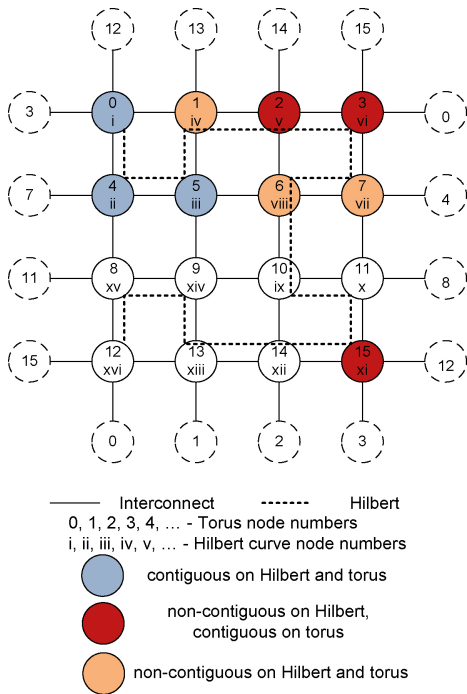 12 13 14 15
3 0 1 2 3 0
i iv v vi
7 4 5 6 7 4
ii iii viii vii
11 8 9 10 11 8
xv xiv ix x
15 12 13 14 15 12
xvi xiii xii xi
0 1 2 3
Interconnect Hilbert
0, 1, 2, 3, 4, … - Torus node numbers
i, ii, iii, iv, v, … - Hilbert curve node numbers
contiguous on Hilbert and torus
non-contiguous on Hilbert,
contiguous on torus
non-contiguous on Hilbert and torus